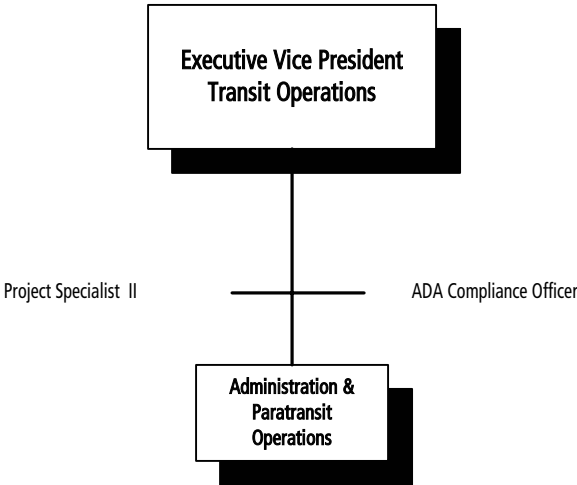 Executive Vice President
Transit Operations
Project Specialist II
ADA Compliance Officer
Administration &
Paratransit
Operations